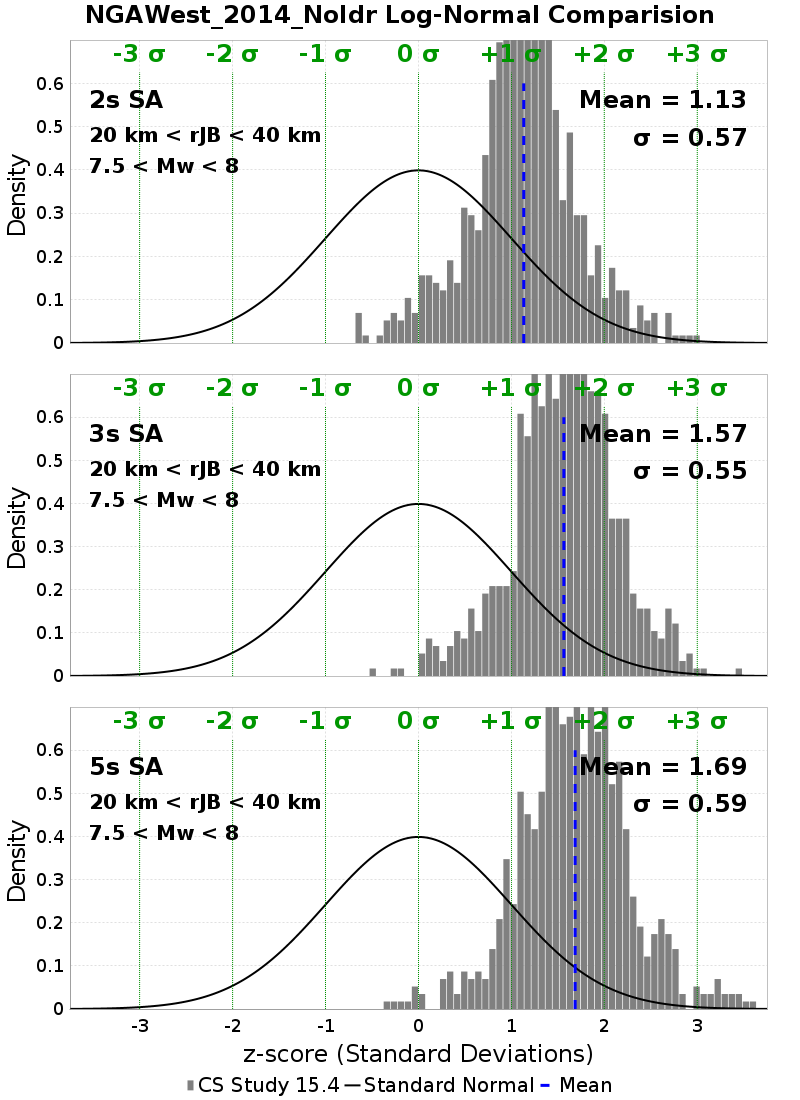 NGAWest_2014_NoIdr Log-Normal Comparision
-3 σ -2 σ -1 σ 0 σ +1 σ +2 σ +3 σ
0.6
2s SA Mean = 1.13
0.5
20 km < rJB < 40 km σ = 0.57
0.4
7.5 < Mw < 8
0.3
0.2
0.1
0
Density
-3 σ -2 σ -1 σ 0 σ +1 σ +2 σ +3 σ
0.6
3s SA Mean = 1.57
0.5
20 km < rJB < 40 km σ = 0.55
0.4
7.5 < Mw < 8
0.3
0.2
0.1
0
Density
-3 σ -2 σ -1 σ 0 σ +1 σ +2 σ +3 σ
0.6
5s SA Mean = 1.69
0.5
20 km < rJB < 40 km σ = 0.59
0.4
7.5 < Mw < 8
0.3
0.2
0.1
0
Density
-3 -2 -1 0 1 2 3
z-score (Standard Deviations)
CS Study 15.4 Standard Normal Mean